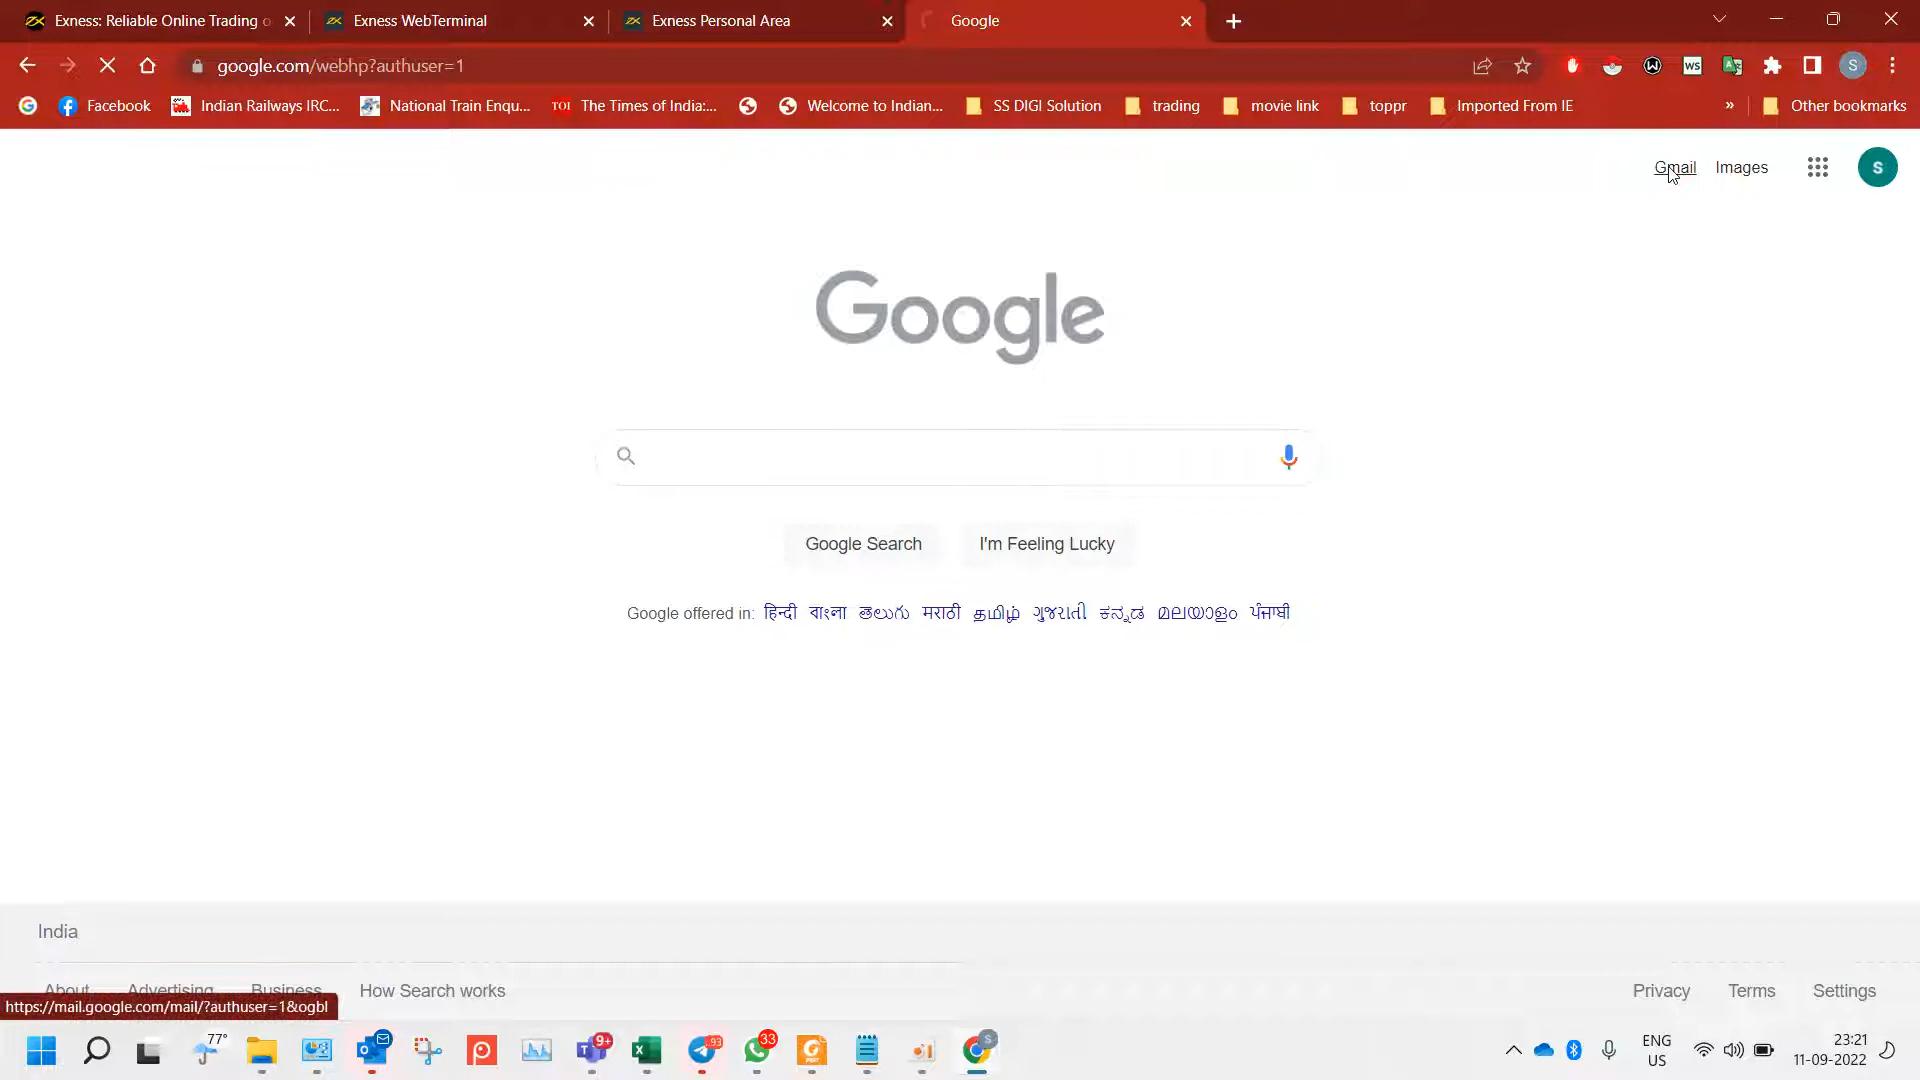 Exness: Reliable Online Trading o
Exness WebTerminal
Exness Personal Area
Google
google.com/webhp?authuser=1
S
Facebook
Indian Railways IRC...
National Train Enqu...
TOI The Times of India:...
Welcome to Indian...
SS DIGI Solution
trading
movie link
toppr
Imported From IE
»
Other bookmarks
Gmail
Images
S
Google
Google Search
I'm Feeling Lucky
Google offered in: हिन्दी বাংলা తెలుగు मराठी தமிழ் ગુજરાતી ಕನ್ನಡ മലയാളം ਪੰਜਾਬੀ
India
About
Advertising
Business
How Search works
Privacy
Terms
Settings
https://mail.google.com/mail/?authuser=1&ogbl
77°
9+
93
33
S
ENG
US
23:21
11-09-2022